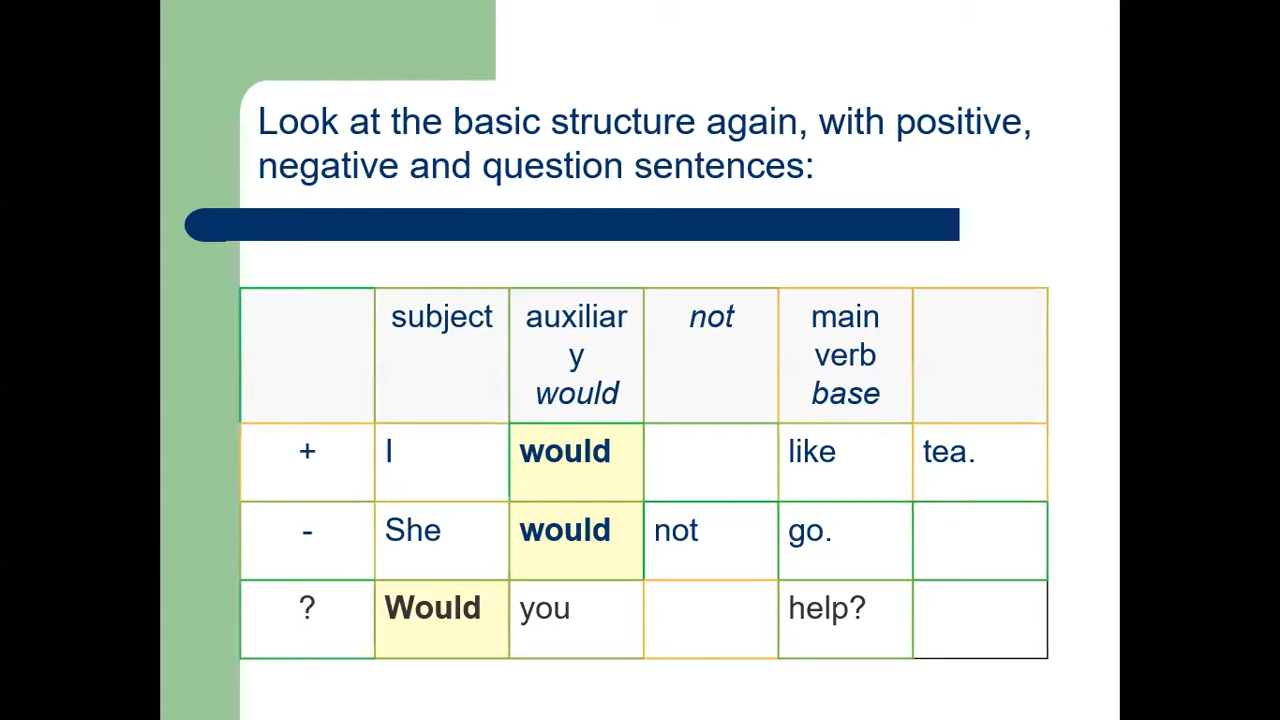 Look at the basic structure again, with positive,
negative and question sentences:
subject auxiliar not main
y verb
would base
+ I would like tea.
- She would not go.
? Would you help?